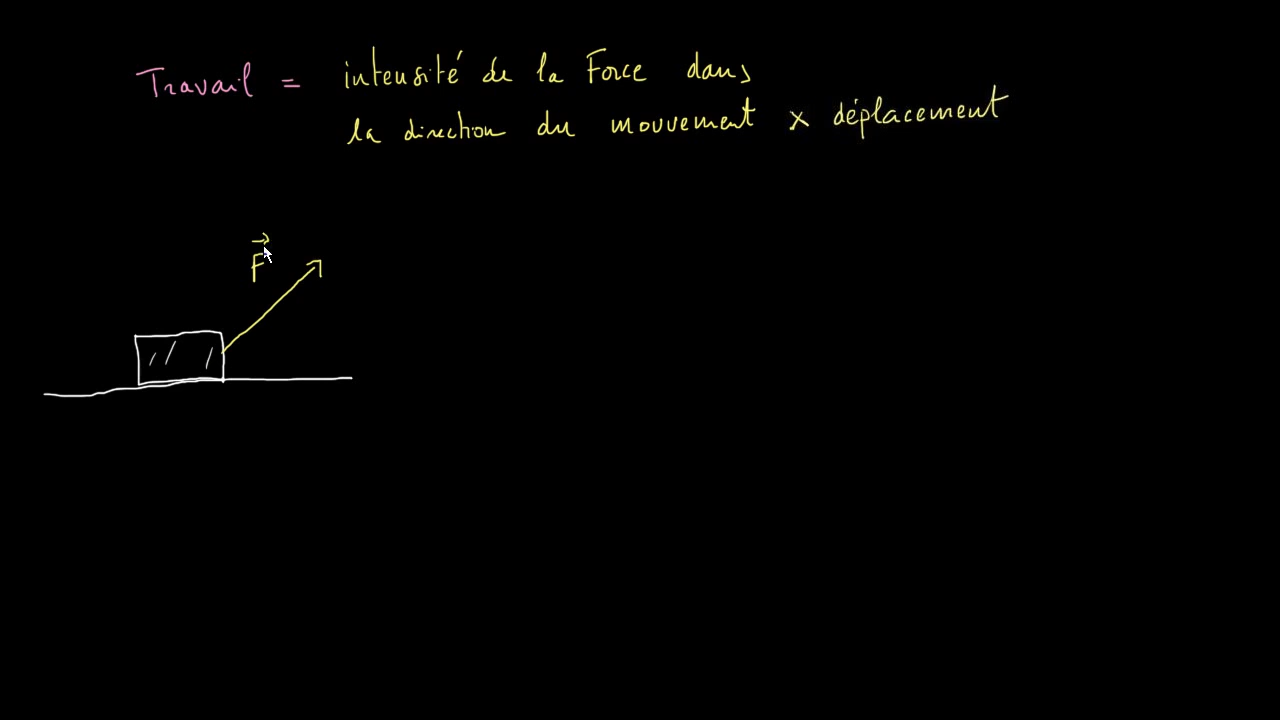 Travail = intensité de la Force dans
la direction du mouvement x déplacement
F